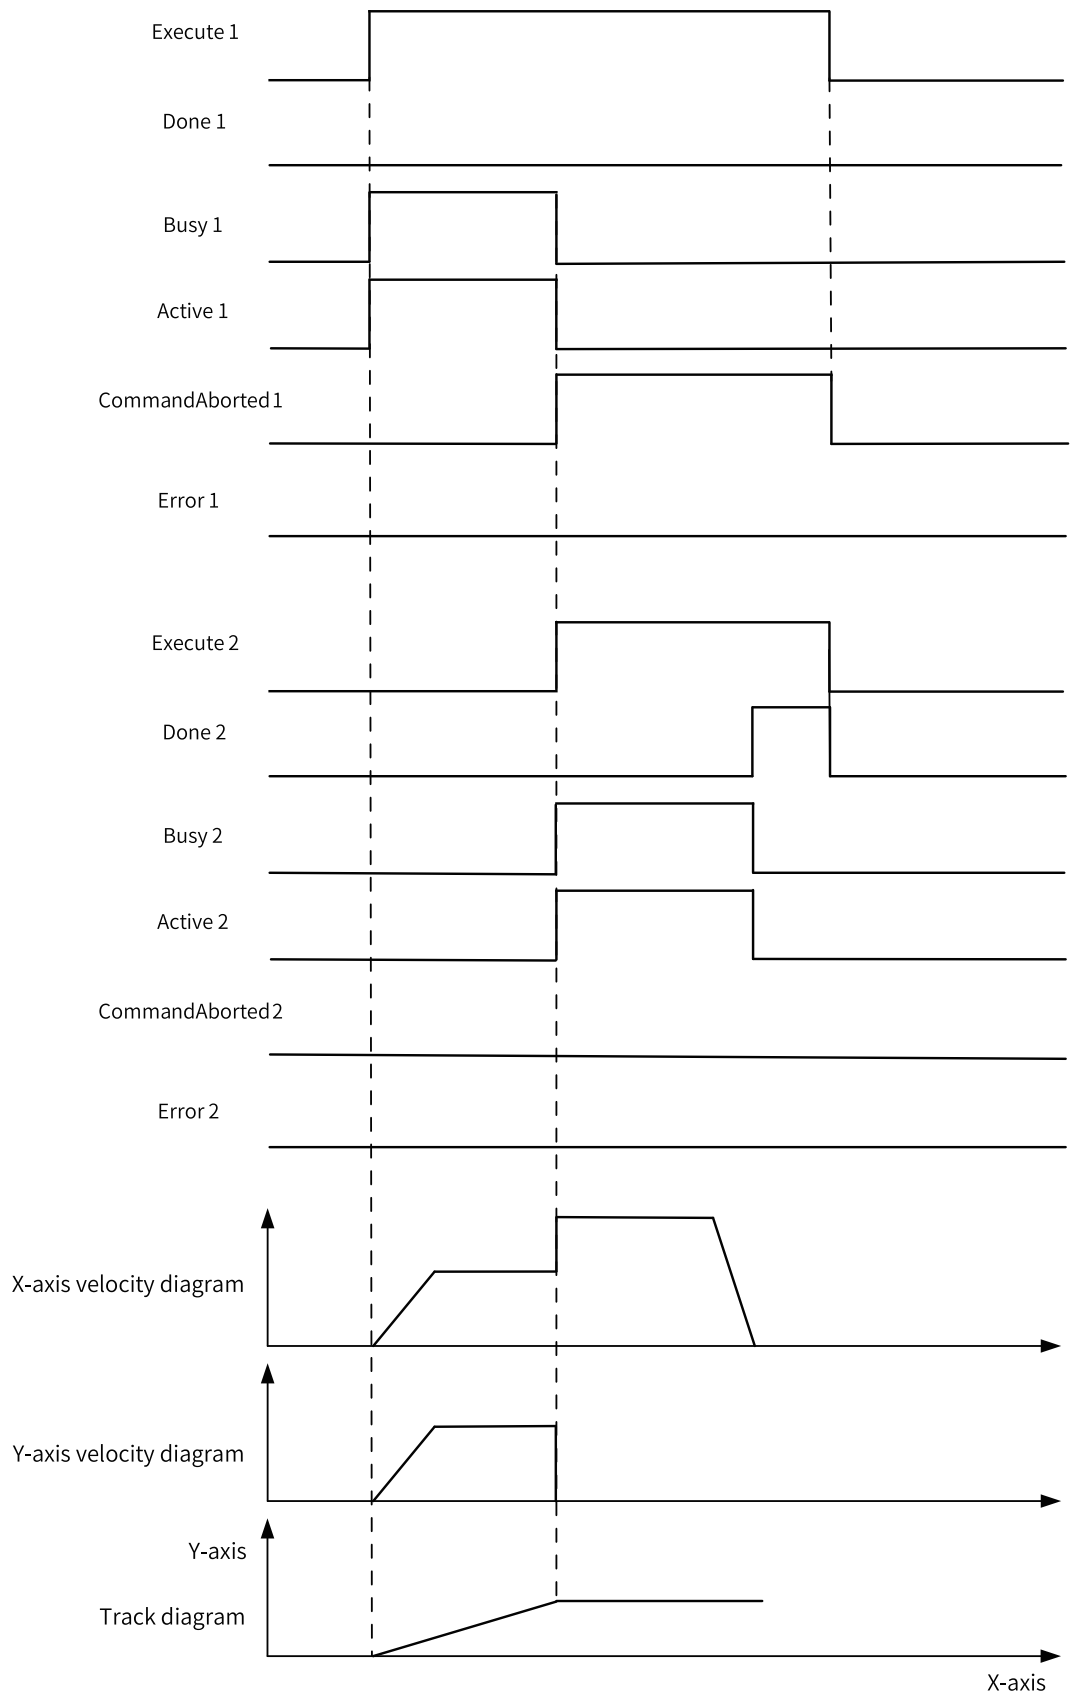 Execute 1
Done 1
Busy 1
Active 1
CommandAborted 1
Error 1
Execute 2
Done 2
Busy 2
Active 2
CommandAborted 2
Error 2
X-axis velocity diagram
Y-axis velocity diagram
Y-axis
Track diagram
X-axis